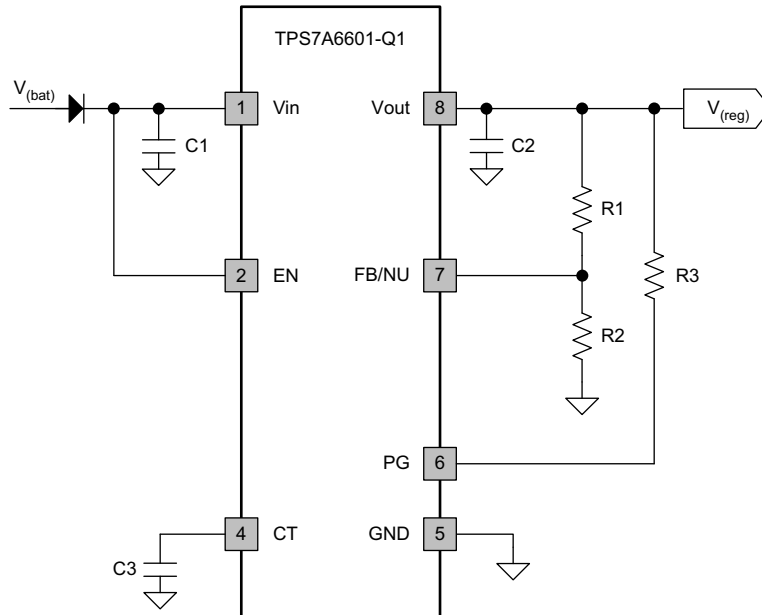 TPS7A6601-Q1
V(bat)
1
Vin
Vout
8
V(reg)
C1
C2
R1
2
EN
FB/NU
7
R3
R2
PG
6
4
CT
GND
5
C3